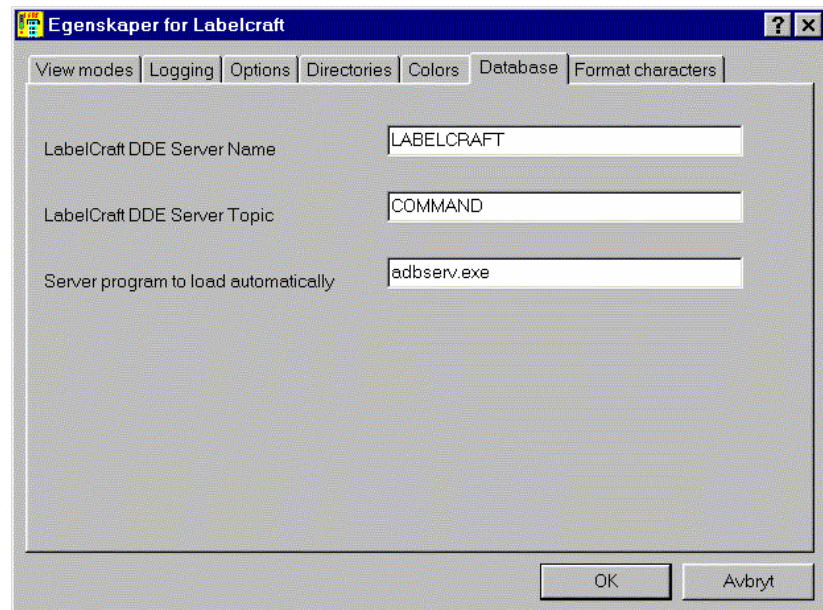 Egenskaper for Labelcraft
View modes Logging Options Directories Colors Database Format characters
LabelCraft DDE Server Name LABELCRAFT
LabelCraft DDE Server Topic COMMAND
Server program to load automatically adbserv.exe
OK Avbryt